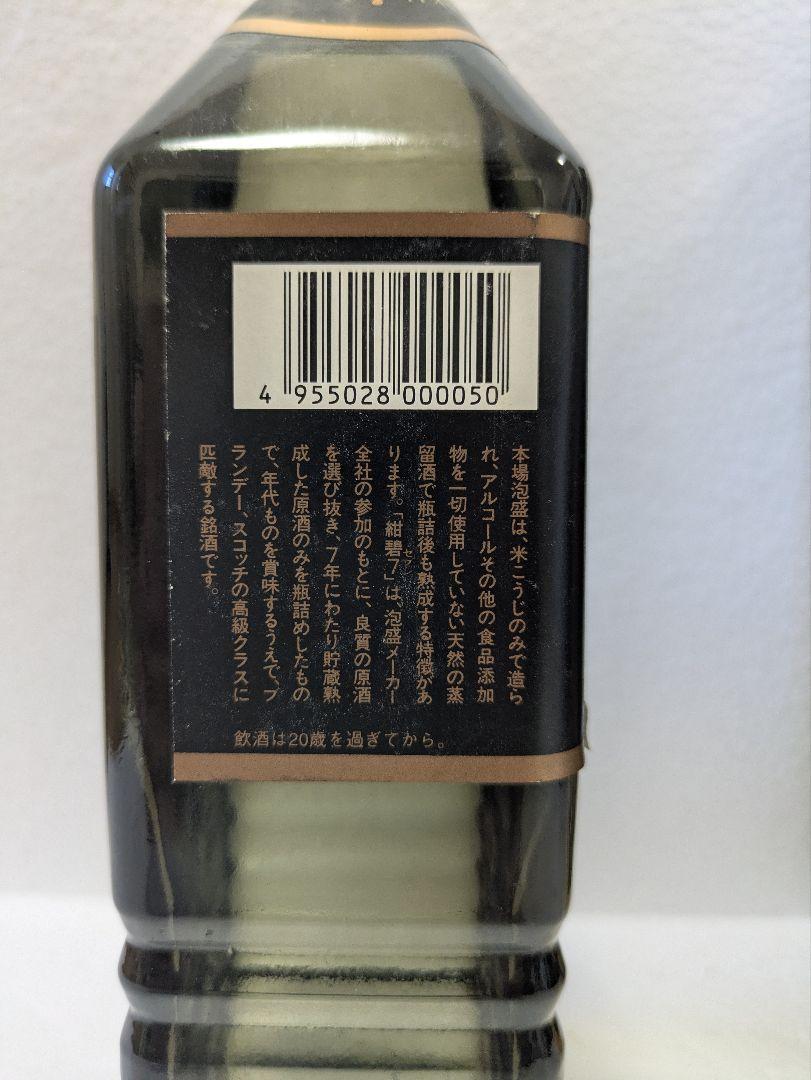 4 955028 000050
本場泡盛は、米こうじのみで造ら
れ、アルコールその他の食品添加
物を一切使用していない天然の蒸
留酒で瓶詰後も熟成する特徴があ
ります。「紺碧7」は、泡盛メーカー
全社の参加のもとに、良質の原酒
を選び抜き、7年にわたり貯蔵熟
成した原酒のみを瓶詰めしたもの
で、年代ものを賞味するうえで、ブ
ランデー、スコッチの高級クラスに
匹敵する銘酒です。
飲酒は20歳を過ぎてから。